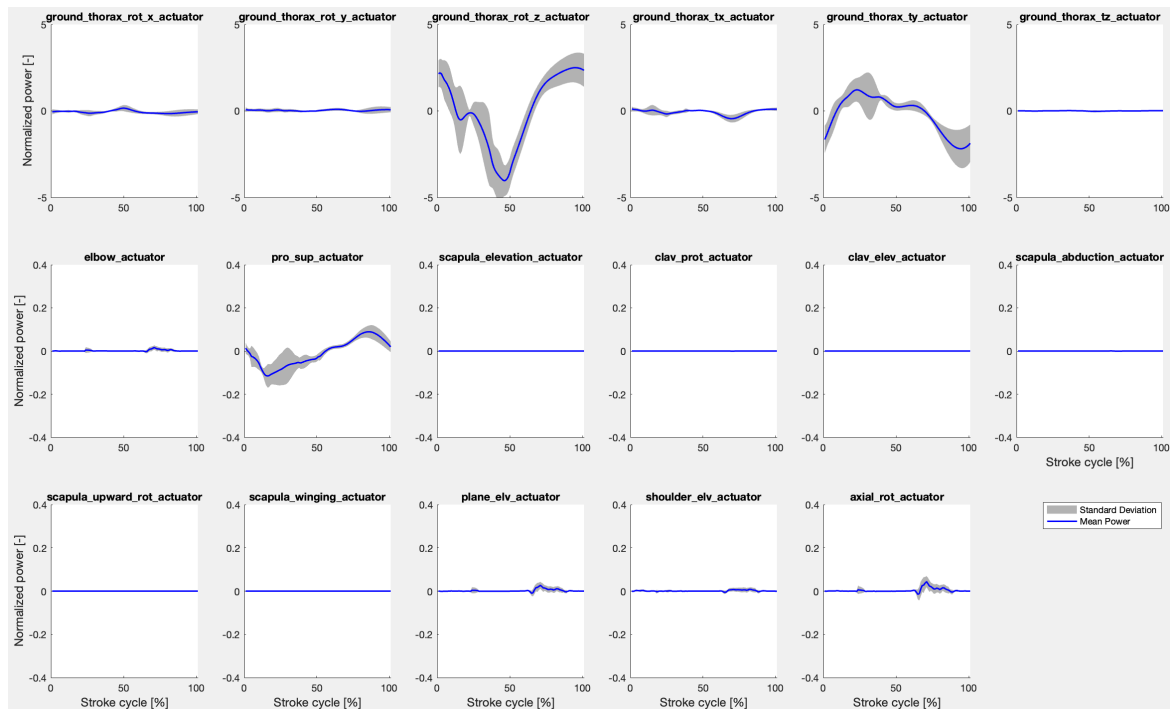 ground_thorax_rot_x_actuator
ground_thorax_rot_y_actuator
ground_thorax_rot_z_actuator
ground_thorax_tx_actuator
ground_thorax_ty_actuator
ground_thorax_tz_actuator
Normalized power [-]
5
0
-5
0 50 100
5
0
-5
0 50 100
5
0
-5
0 50 100
5
0
-5
0 50 100
5
0
-5
0 50 100
5
0
-5
0 50 100
elbow_actuator
pro_sup_actuator
scapula_elevation_actuator
clav_prot_actuator
clav_elev_actuator
scapula_abduction_actuator
Normalized power [-]
0.4
0.2
0
-0.2
-0.4
0 50 100
0.4
0.2
0
-0.2
-0.4
0 50 100
0.4
0.2
0
-0.2
-0.4
0 50 100
0.4
0.2
0
-0.2
-0.4
0 50 100
0.4
0.2
0
-0.2
-0.4
0 50 100
0.4
0.2
0
-0.2
-0.4
0 50 100
Stroke cycle [%]
scapula_upward_rot_actuator
scapula_winging_actuator
plane_elv_actuator
shoulder_elv_actuator
axial_rot_actuator
Normalized power [-]
0.4
0.2
0
-0.2
-0.4
0 50 100
Stroke cycle [%]
0.4
0.2
0
-0.2
-0.4
0 50 100
Stroke cycle [%]
0.4
0.2
0
-0.2
-0.4
0 50 100
Stroke cycle [%]
0.4
0.2
0
-0.2
-0.4
0 50 100
Stroke cycle [%]
0.4
0.2
0
-0.2
-0.4
0 50 100
Stroke cycle [%]
Standard Deviation
Mean Power